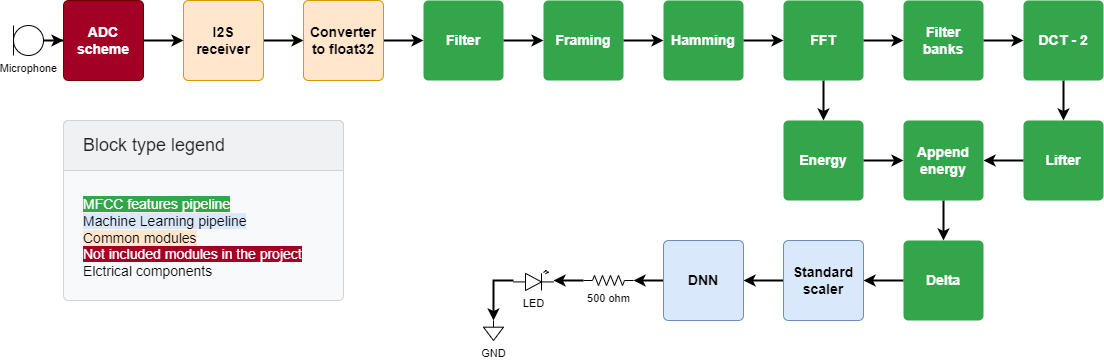 ADC
scheme
I2S
receiver
Converter
to float32
Filter
Framing
Hamming
FFT
Filter
banks
DCT - 2
Microphone
Block type legend
MFCC features pipeline
Machine Learning pipeline
Common modules
Not included modules in the project
Elctrical components
Energy
Append
energy
Lifter
DNN
Standard
scaler
Delta
LED
500 ohm
GND